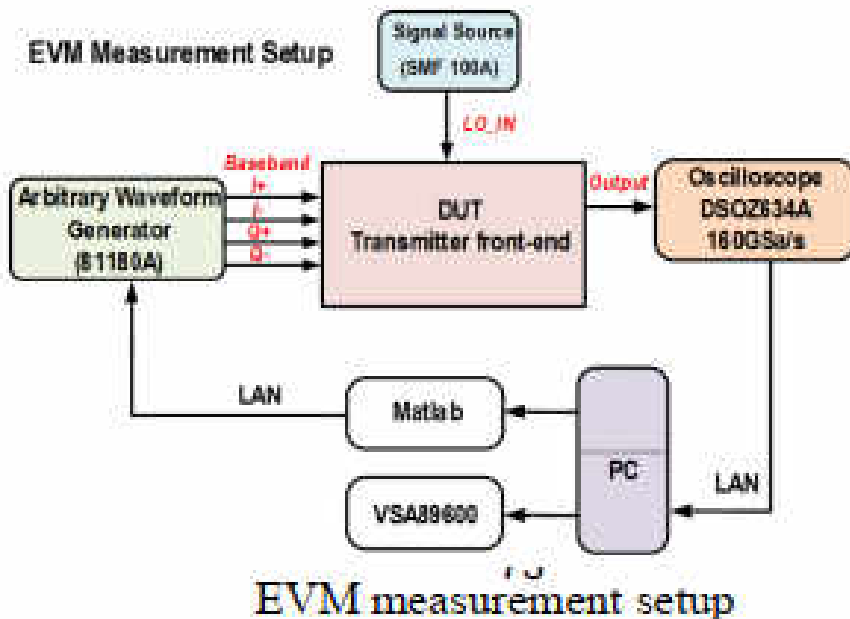 EVM Measurement Setup
Signal Source
(SMF 100A)
LO_IN
Baseband
I+
I-
Q+
Q-
Arbitrary Waveform
Generator
(81180A)
DUT
Transmitter front-end
Output
Oscilloscope
DSOZ634A
160GSa/s
LAN
Matlab
PC
LAN
VSA89600
EVM measurement setup